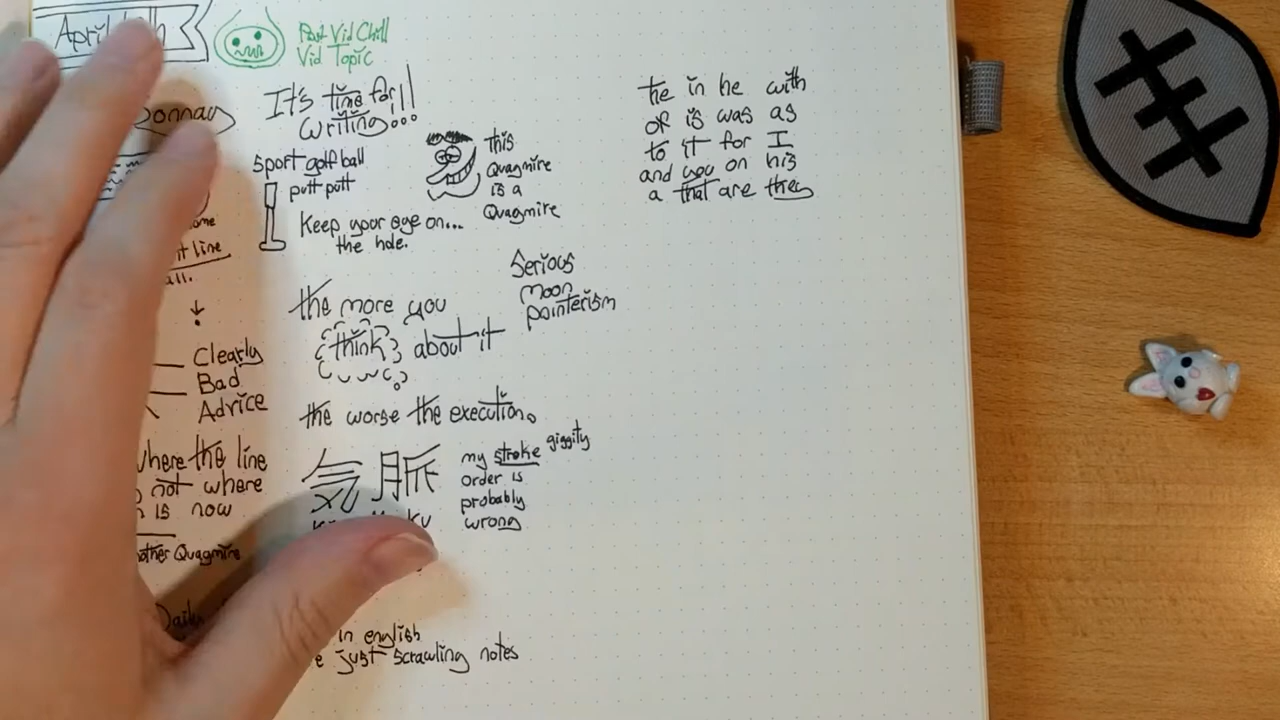 April
Post Vid Chill
Vid Topic
It's time for!!!
Writing...
Sport golf ball
putt putt
Keep your eye on...
the hole.
this
Quagmire
is a
Quagmire
the more you
think about it
the worse the execution.
Serious
moon
pointerism
気脈
my stroke giggity
order is
probably
wrong
in english
just scrawling notes
line
all.
Clearly
Bad
Advice
where the line
not where
is now
Quagmire
the in he with
of is was as
to it for I
and you on his
a that are they